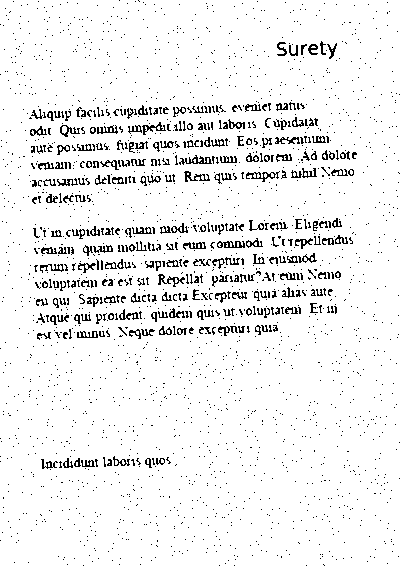 Surety
Aliquip facilis cupiditate possimus, eveniet natus
odit. Quis omnis impedit illo aut laboris. Cupidatat
aute possimus, fugiat quos incidunt. Eos praesentium
veniam, consequatur nisi laudantium, dolorem. Ad dolore
accusamus deleniti quo ut. Rem quis tempora nihil Nemo
et delectus.
Ut in cupiditate quam modi voluptate Lorem. Eligendi
veniam, quam mollitia sit eum commodi. Ut repellendus
rerum repellendus, sapiente excepturi. In eiusmod
voluptatem ea est sit. Repellat, pariatur? At eum Nemo
eu qui. Sapiente dicta dicta Excepteur quia alias aute.
Atque qui proident, quidem quis ut voluptatem. Et in
est vel minus. Neque dolore excepturi quia.
Incididunt laboris quos.